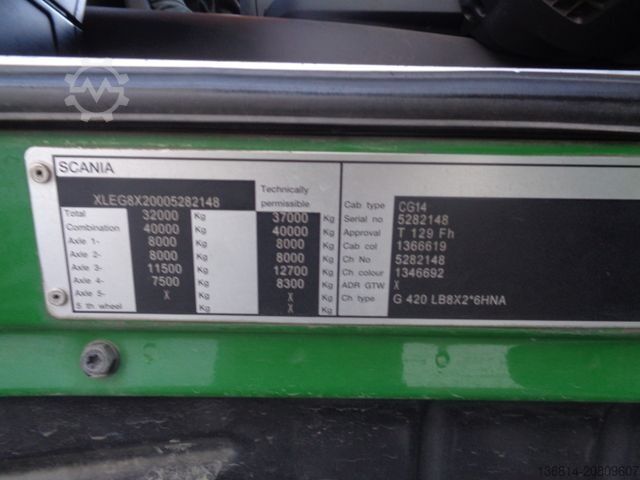 SCANIA
XLEG8X20005282148 Technically permissible
Total 32000 Kg 37000 Kg
Combination 40000 Kg 40000 Kg
Axle 1- 8000 Kg 8000 Kg
Axle 2- 8000 Kg 8000 Kg
Axle 3- 11500 Kg 12700 Kg
Axle 4- 7500 Kg 8300 Kg
Axle 5- X Kg X Kg
5 th wheel X Kg X Kg
Cab type CG14
Serial no 5282148
Approval T 129 Fh
Cab col 1366619
Ch No 5282148
Ch colour 1346692
ADR GTW X
Ch type G 420 LB8X2*6HNA
136814-20809607